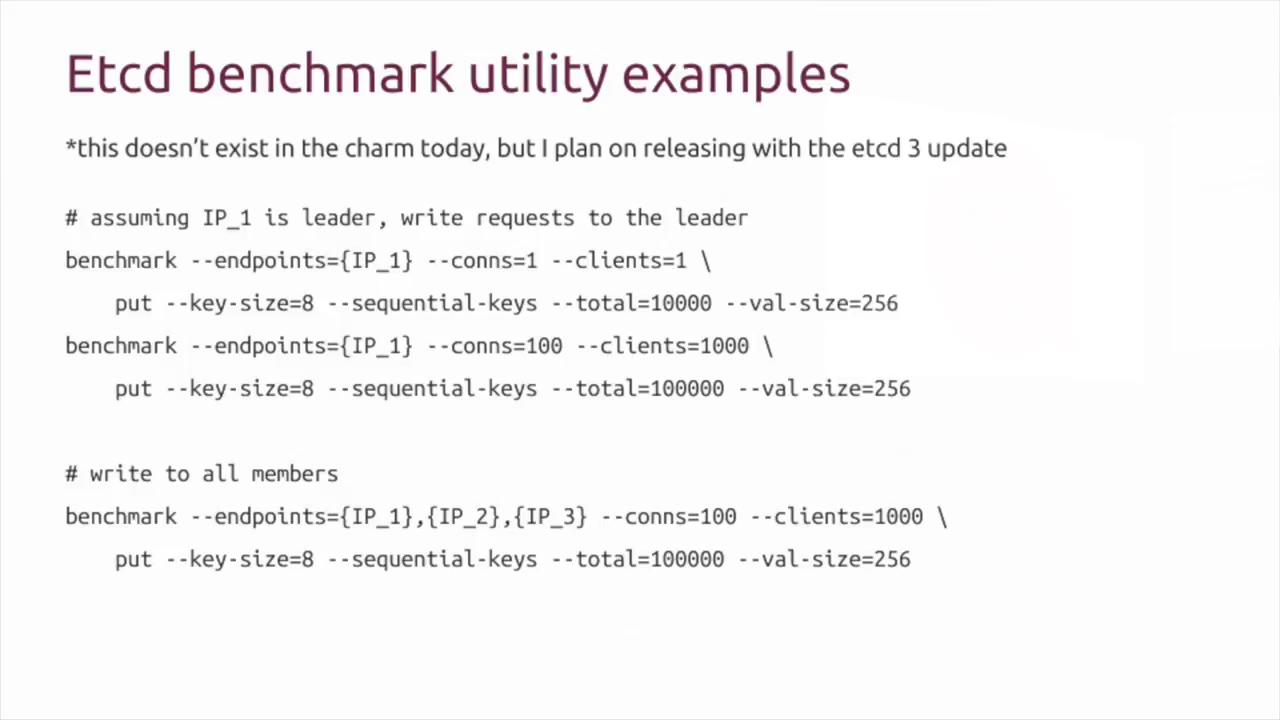 Etcd benchmark utility examples
*this doesn’t exist in the charm today, but I plan on releasing with the etcd 3 update
# assuming IP_1 is leader, write requests to the leader
benchmark --endpoints={IP_1} --conns=1 --clients=1 \
put --key-size=8 --sequential-keys --total=10000 --val-size=256
benchmark --endpoints={IP_1} --conns=100 --clients=1000 \
put --key-size=8 --sequential-keys --total=100000 --val-size=256
# write to all members
benchmark --endpoints={IP_1},{IP_2},{IP_3} --conns=100 --clients=1000 \
put --key-size=8 --sequential-keys --total=100000 --val-size=256